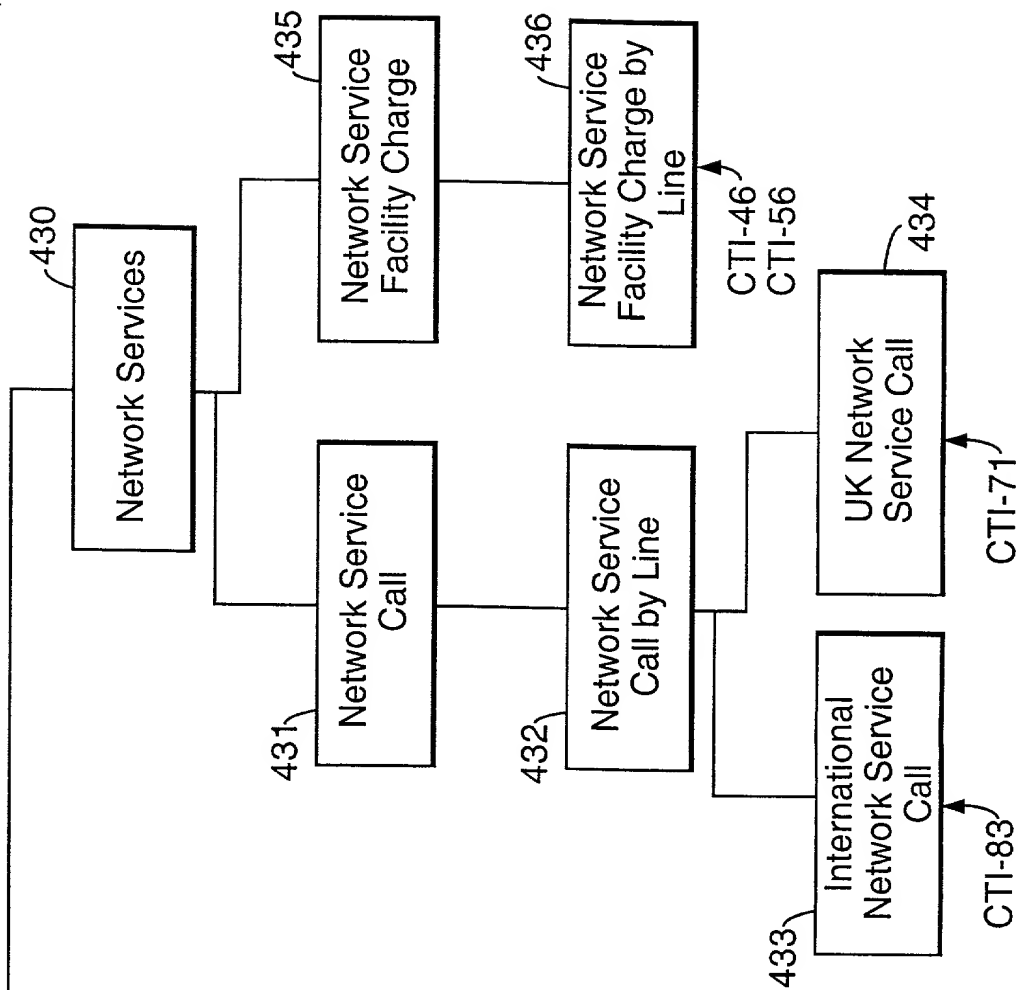 430
Network Services
435
Network Service
Facility Charge
436
Network Service
Facility Charge by
Line
CTI-46
CTI-56
431
Network Service
Call
432
Network Service
Call by Line
433
International
Network Service
Call
CTI-83
434
UK Network
Service Call
CTI-71